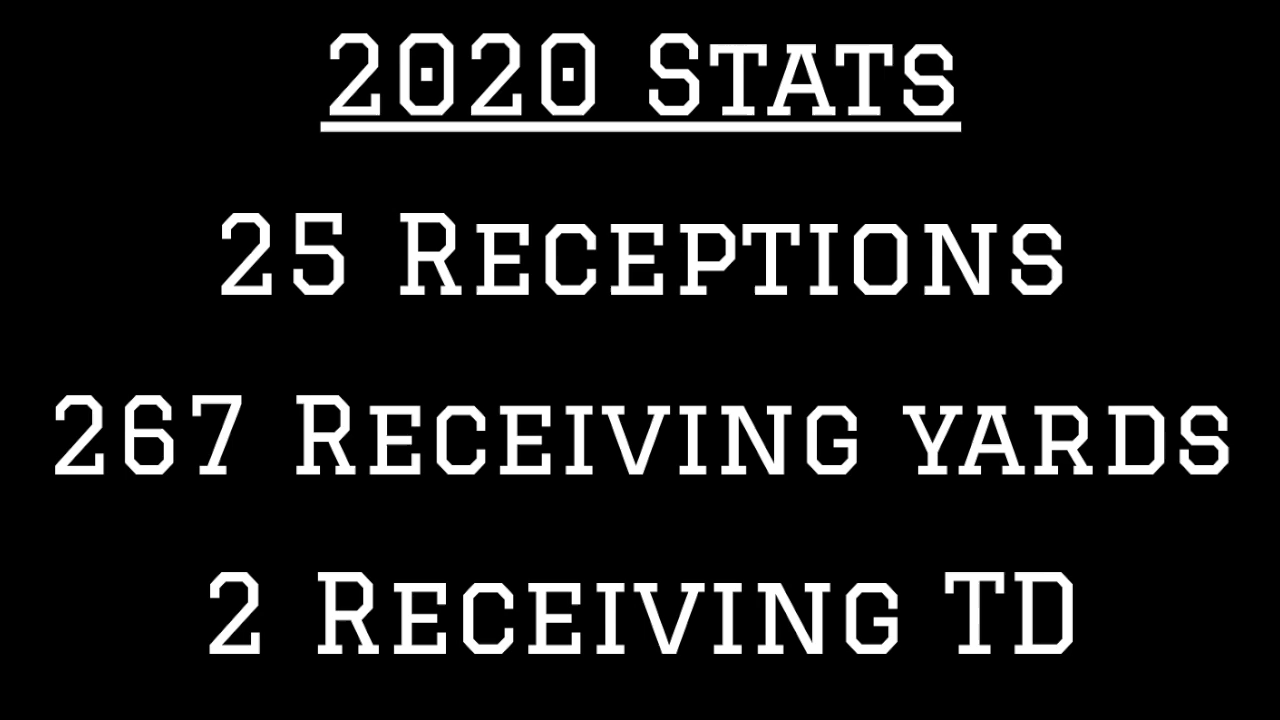 2020 Stats
25 Receptions
267 Receiving yards
2 Receiving TD